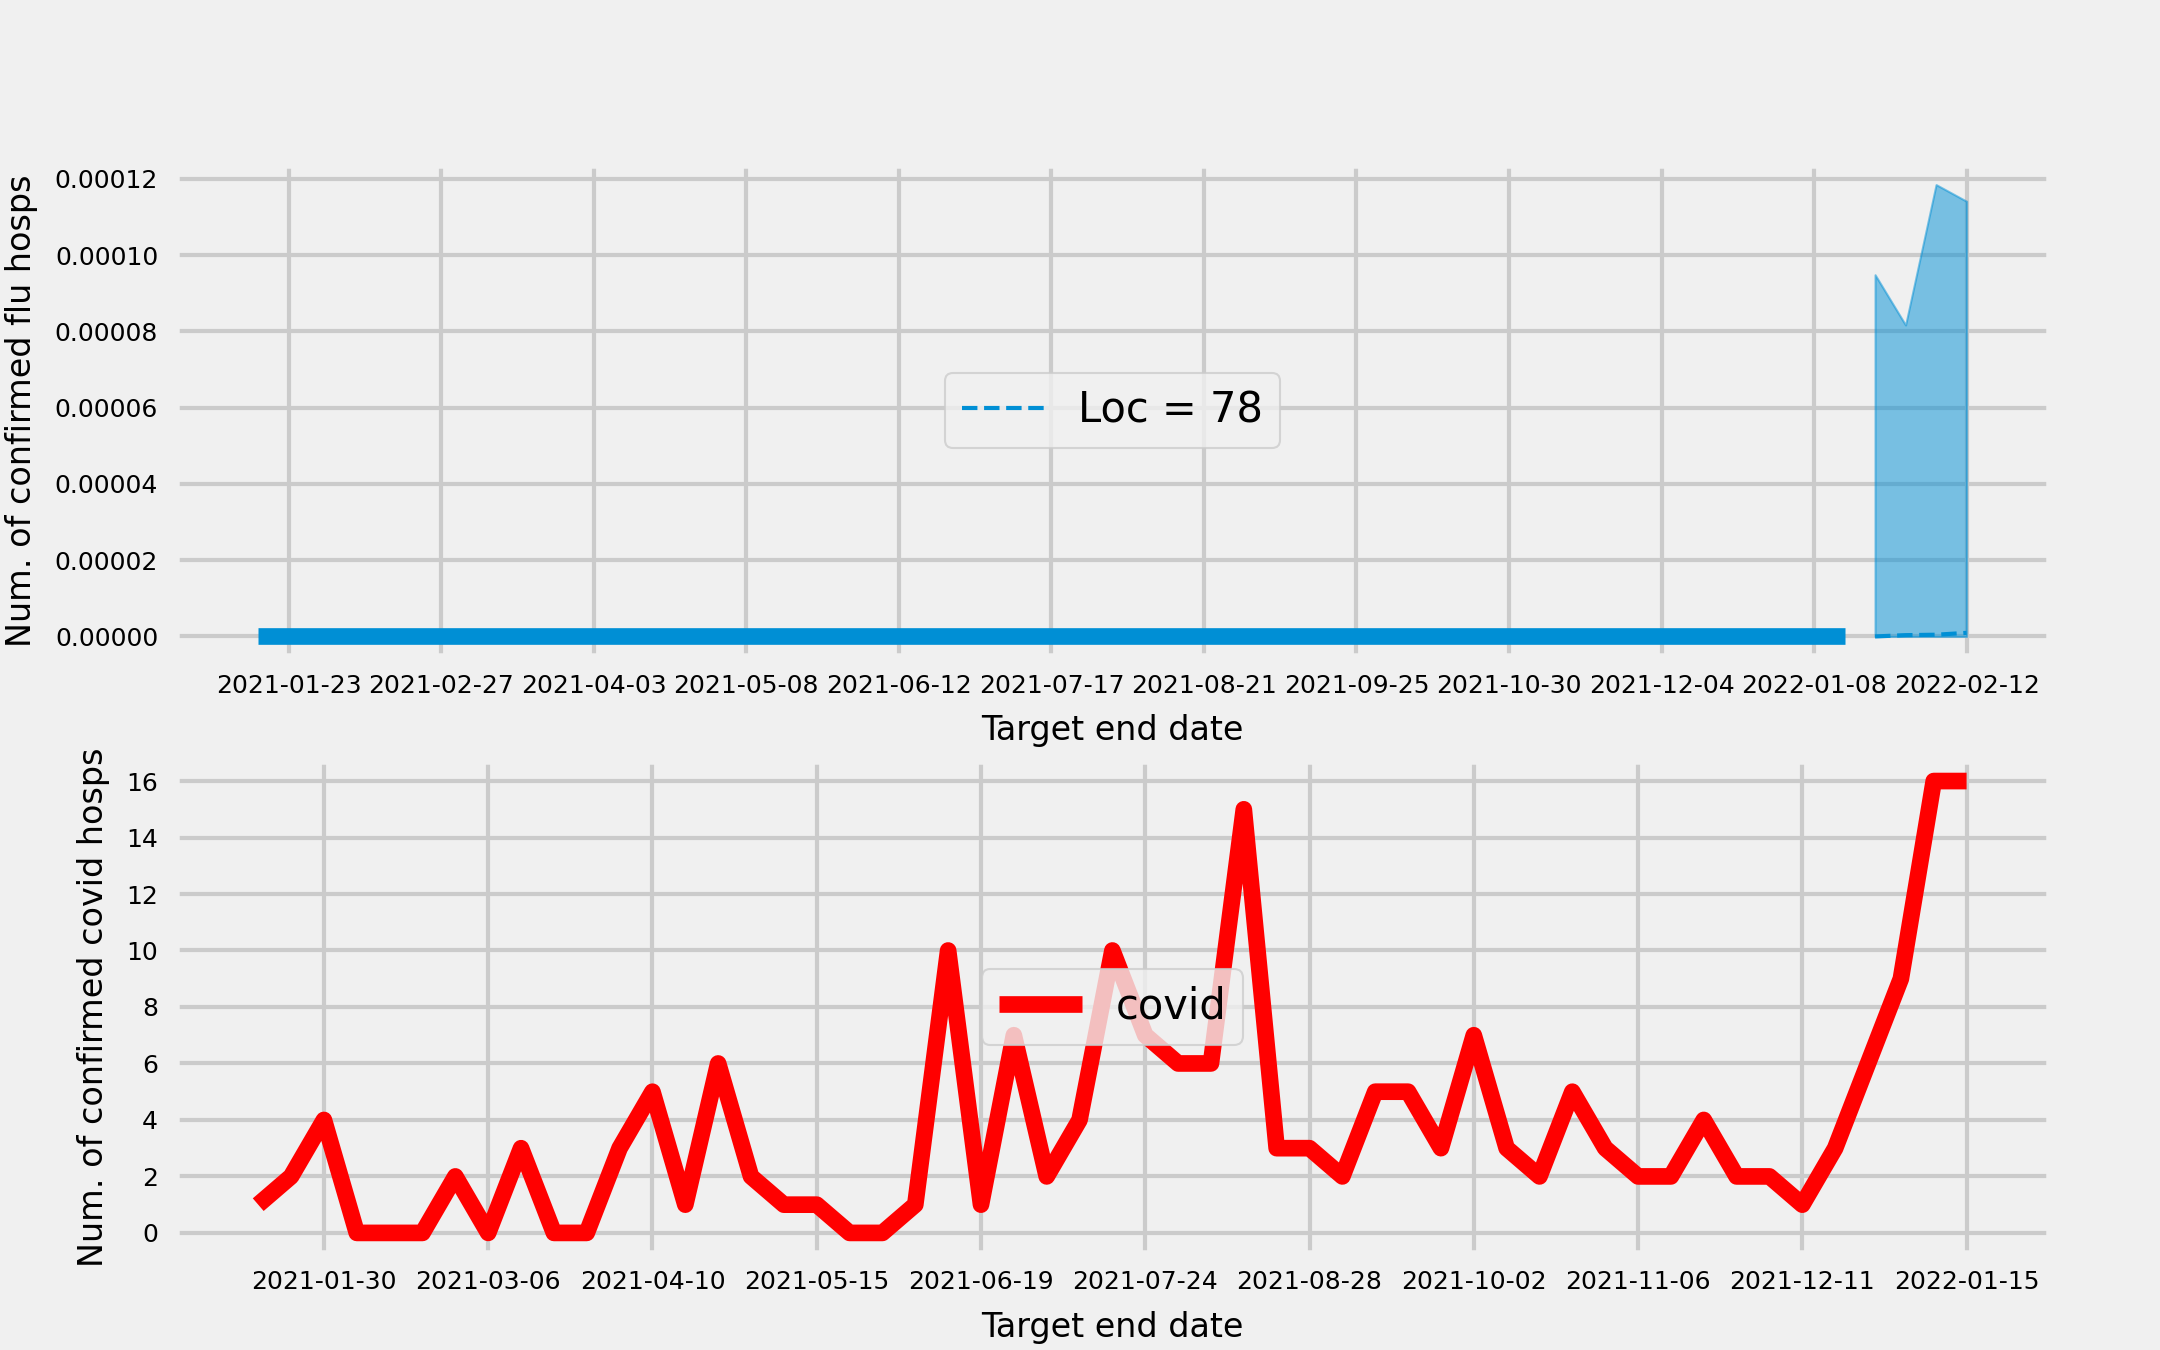 Num. of confirmed flu hosps
0.00012
0.00010
0.00008
0.00006
0.00004
0.00002
0.00000
Loc = 78
2021-01-23 2021-02-27 2021-04-03 2021-05-08 2021-06-12 2021-07-17 2021-08-21 2021-09-25 2021-10-30 2021-12-04 2022-01-08 2022-02-12
Target end date
Num. of confirmed covid hosps
16
14
12
10
8
6
4
2
0
covid
2021-01-30 2021-03-06 2021-04-10 2021-05-15 2021-06-19 2021-07-24 2021-08-28 2021-10-02 2021-11-06 2021-12-11 2022-01-15
Target end date